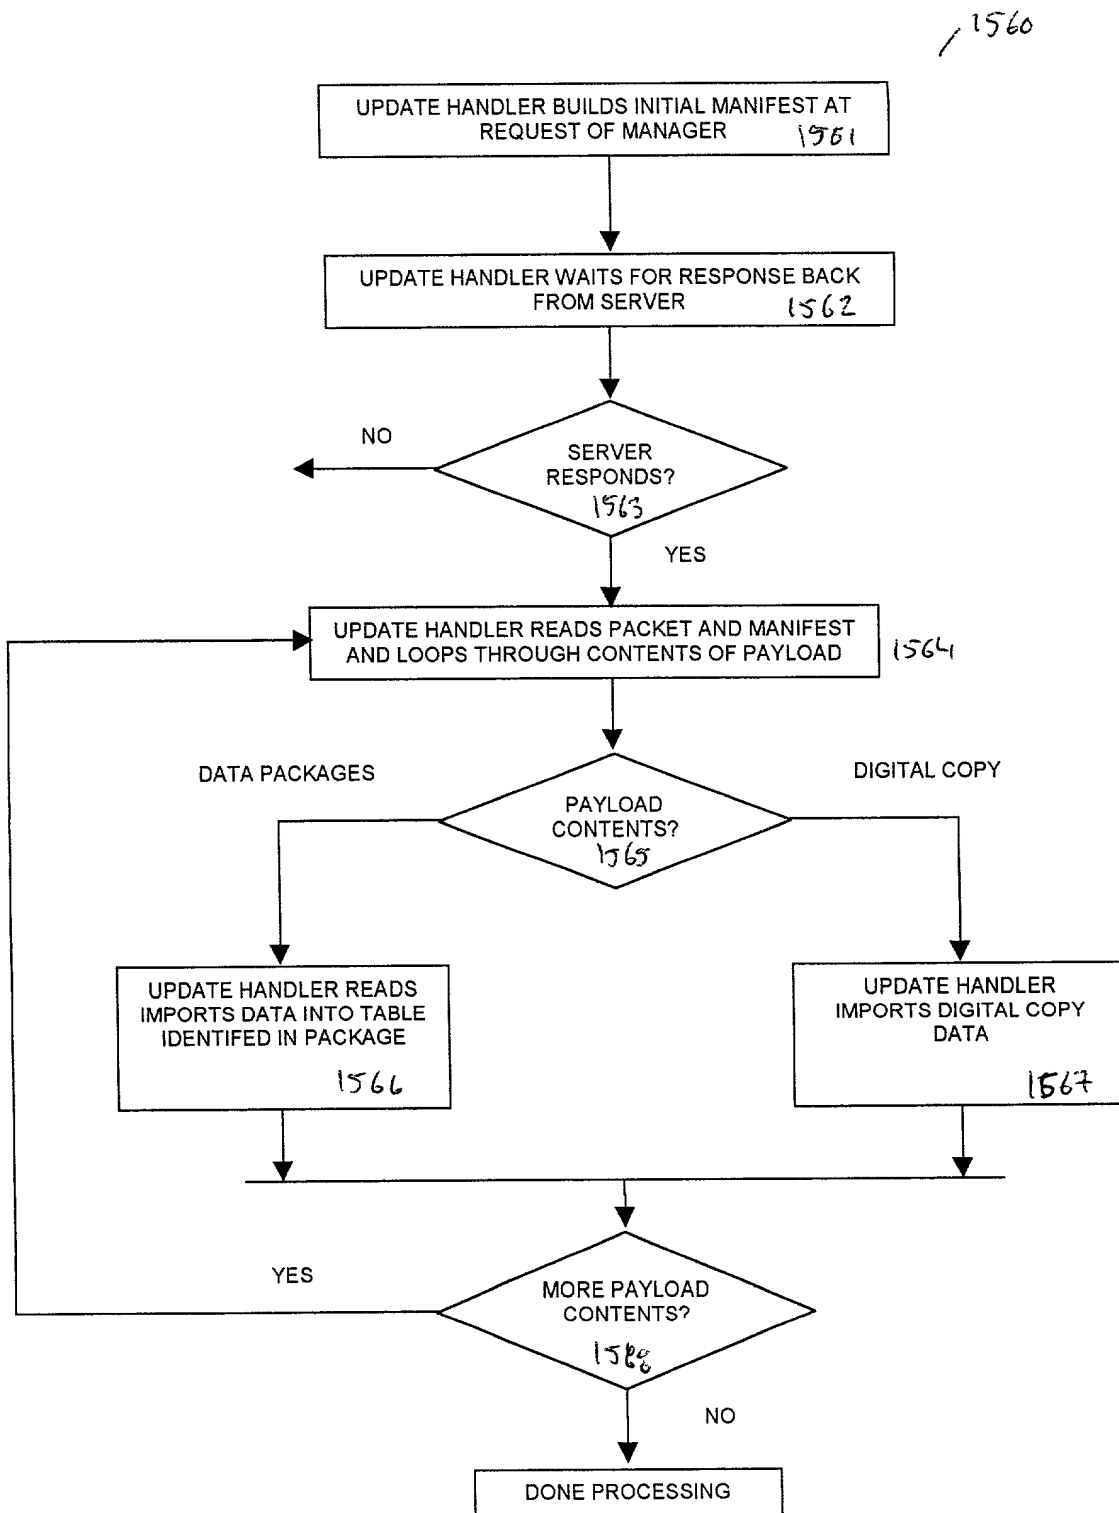 1560
UPDATE HANDLER BUILDS INITIAL MANIFEST AT
REQUEST OF MANAGER 1561
UPDATE HANDLER WAITS FOR RESPONSE BACK
FROM SERVER 1562
NO
SERVER
RESPONDS?
1563
YES
UPDATE HANDLER READS PACKET AND MANIFEST
AND LOOPS THROUGH CONTENTS OF PAYLOAD
1564
DATA PACKAGES
DIGITAL COPY
PAYLOAD
CONTENTS?
1565
UPDATE HANDLER READS
IMPORTS DATA INTO TABLE
IDENTIFED IN PACKAGE
1566
UPDATE HANDLER
IMPORTS DIGITAL COPY
DATA
1567
YES
MORE PAYLOAD
CONTENTS?
1568
NO
DONE PROCESSING